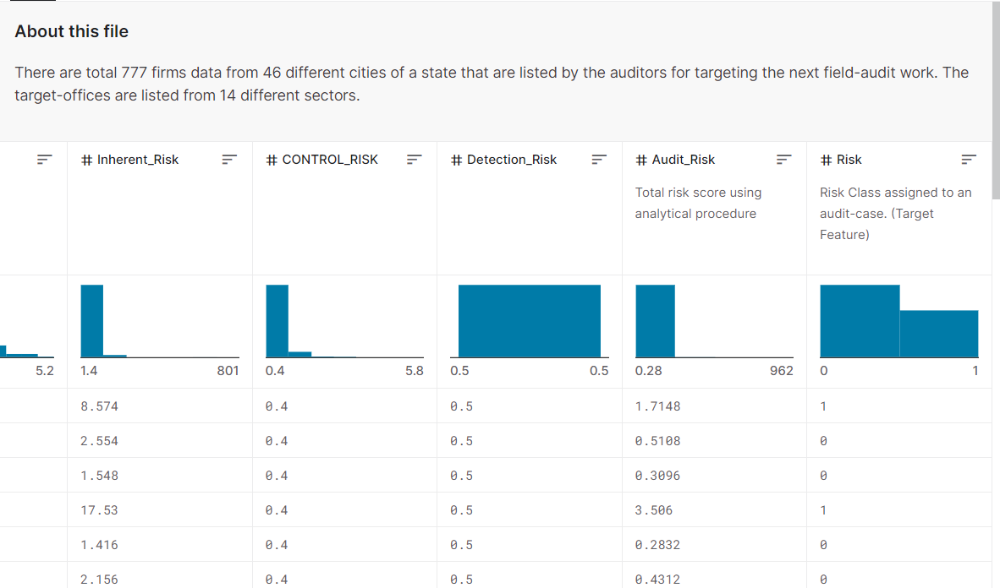 About this file
There are total 777 firms data from 46 different cities of a state that are listed by the auditors for targeting the next field-audit work. The
target-offices are listed from 14 different sectors.
# Inherent_Risk # CONTROL_RISK # Detection_Risk # Audit_Risk # Risk
Total risk score using Risk Class assigned to an
analytical procedure audit-case. (Target
Feature)
5.2 1.4 801 0.4 5.8 0.5 0.5 0.28 962 0 1
8.574 0.4 0.5 1.7148 1
2.554 0.4 0.5 0.5108 0
1.548 0.4 0.5 0.3096 0
17.53 0.4 0.5 3.506 1
1.416 0.4 0.5 0.2832 0
2.156 0.4 0.5 0.4312 0